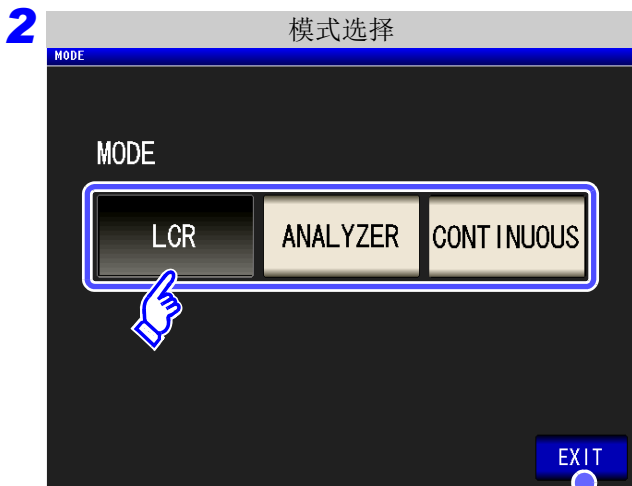 2
模式选择
MODE
MODE
LCR ANALYZER CONTINUOUS
EXIT